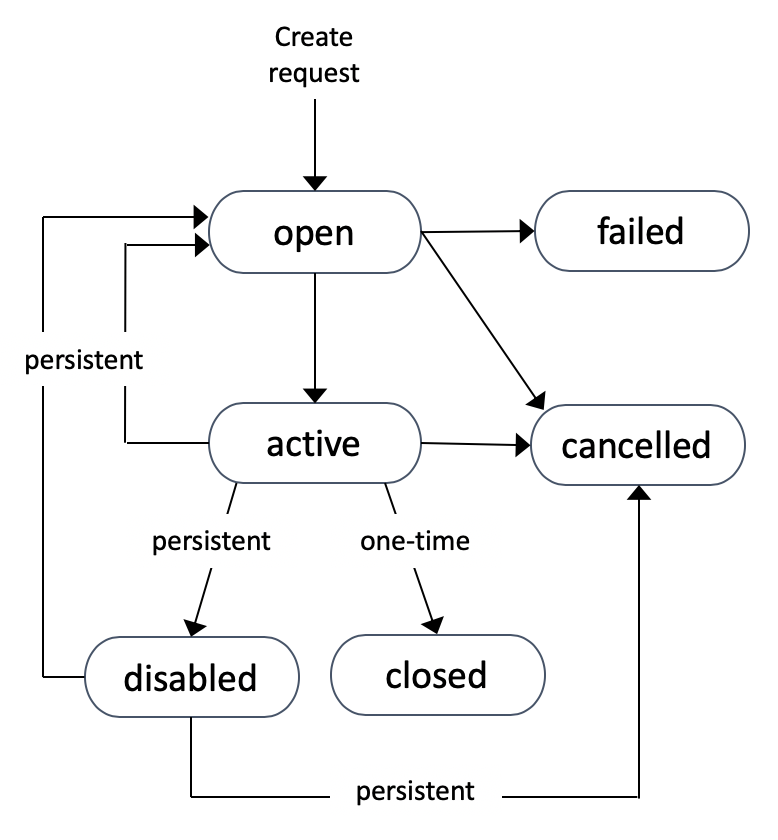 Create
request
open
failed
persistent
active
cancelled
persistent
one-time
disabled
closed
persistent